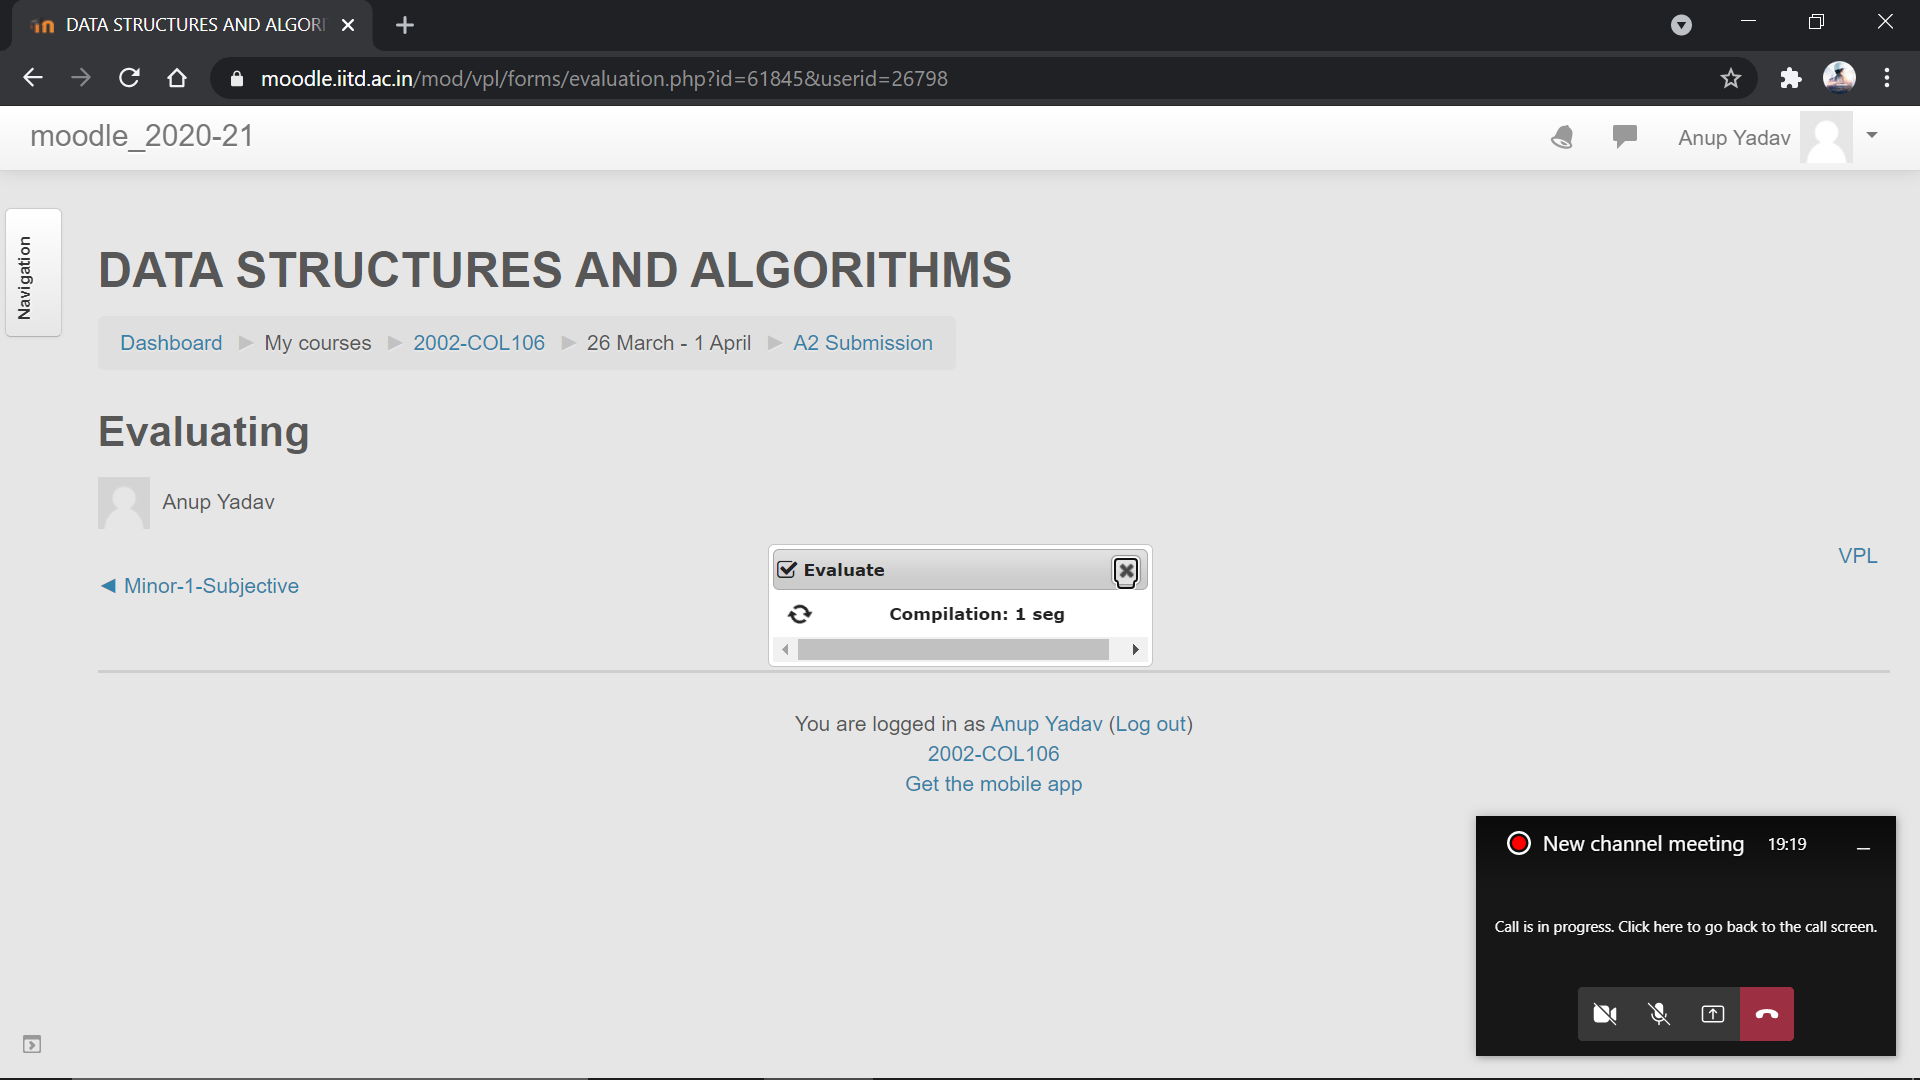 DATA STRUCTURES AND ALGORI
moodle.iitd.ac.in/mod/vpl/forms/evaluation.php?id=61845&userid=26798
moodle_2020-21
Anup Yadav
Navigation
DATA STRUCTURES AND ALGORITHMS
Dashboard My courses 2002-COL106 26 March - 1 April A2 Submission
Evaluating
Anup Yadav
VPL
Minor-1-Subjective
Evaluate
Compilation: 1 seg
You are logged in as Anup Yadav (Log out)
2002-COL106
Get the mobile app
New channel meeting 19:19
Call is in progress. Click here to go back to the call screen.